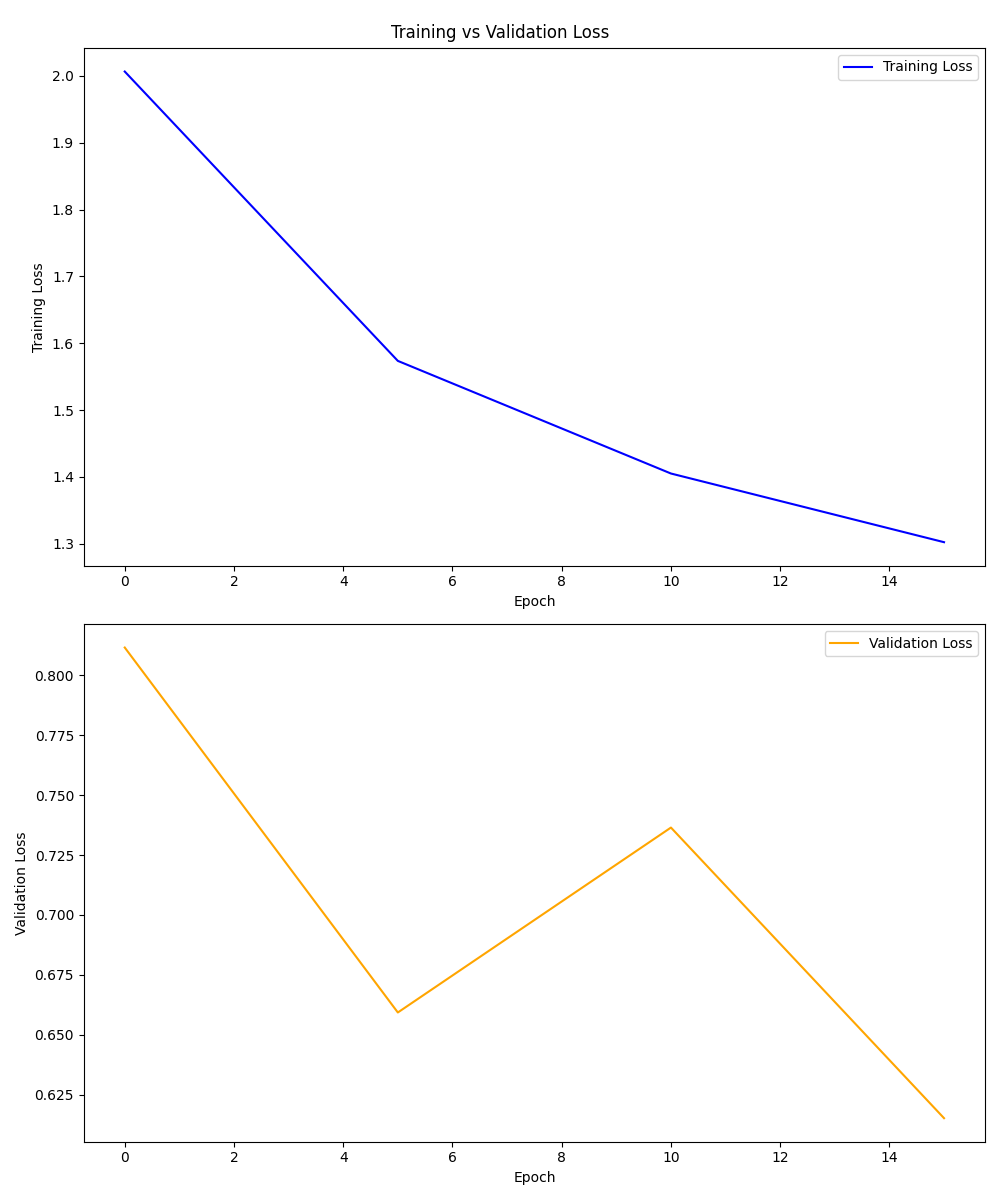 Training vs Validation Loss
Training Loss
2.0
1.9
1.8
1.7
1.6
1.5
1.4
1.3
Training Loss
0 2 4 6 8 10 12 14
Epoch
Validation Loss
0.800
0.775
0.750
0.725
0.700
0.675
0.650
0.625
Validation Loss
0 2 4 6 8 10 12 14
Epoch